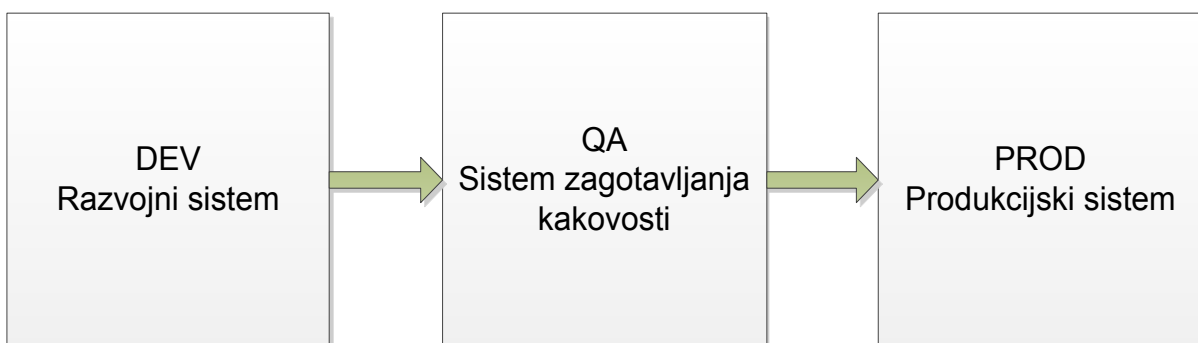 DEV
Razvojni sistem
QA
Sistem zagotavljanja
kakovosti
PROD
Produkcijski sistem